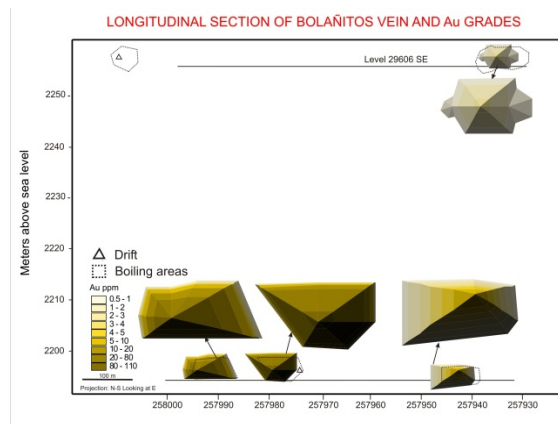 LONGITUDINAL SECTION OF BOLAÑITOS VEIN AND Au GRADES
Level 29606 SE
Meters above sea level
2250
2220
2210
2200
Drift
Boiling areas
Au ppm
0.5 - 1
1 - 2
2 - 3
3 - 4
4 - 5
5 - 10
10 - 20
20 - 80
80 - 110
100 m
Projection: N-S Looking at E
258000
257990
257980
257970
257960
257950
257940
257930